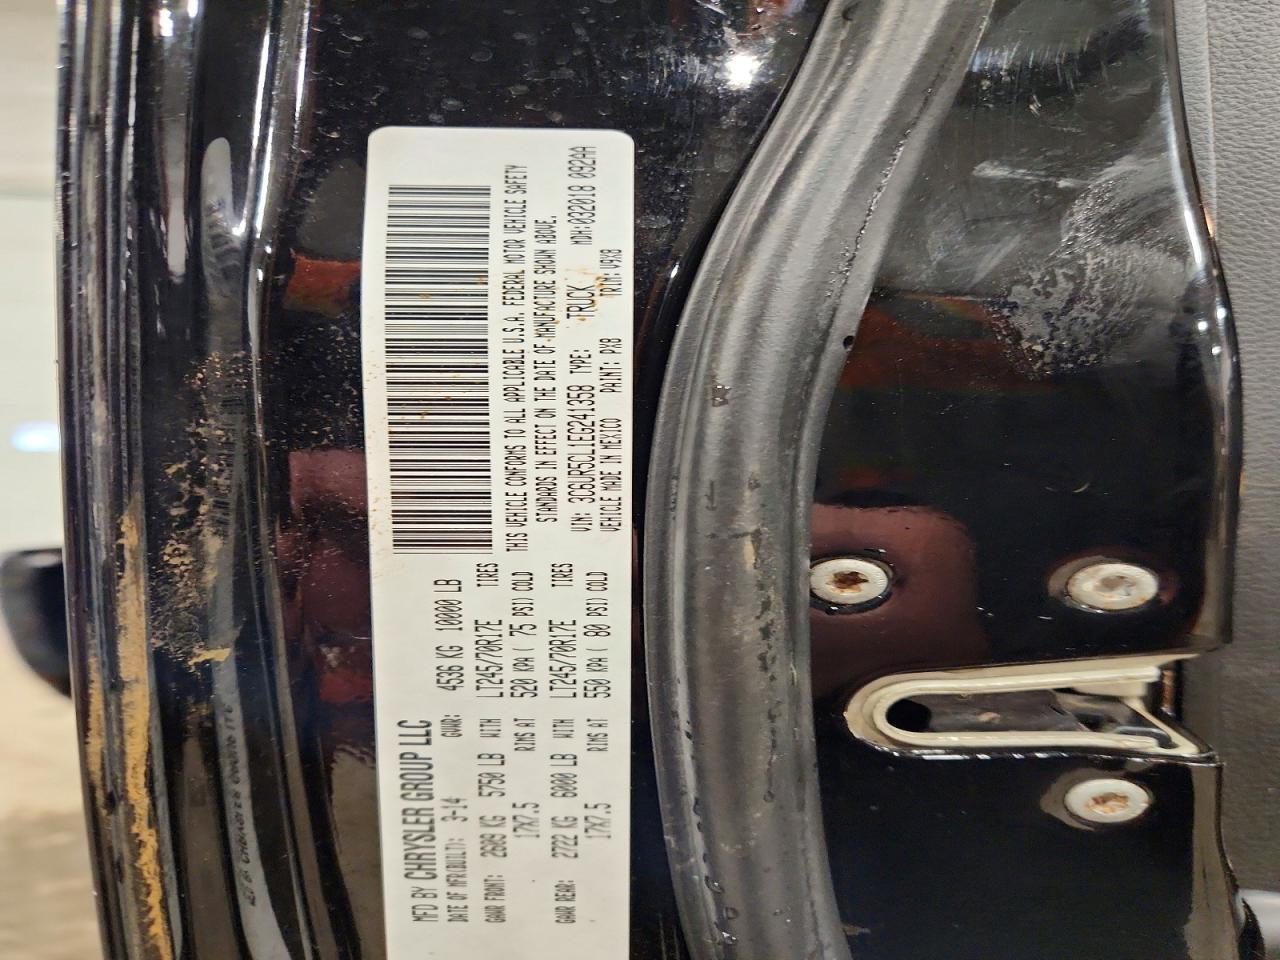 MFD BY CHRYSLER GROUP LLC
DATE OF MFR(BUILT): 3-14 GVWR: 4536 KG 10000 LB
GAWR FRONT: 2609 KG 5750 LB WITH LT245/70R17E TIRES
17X7.5 RIMS AT 520 KPA ( 75 PSI) COLD
GAWR REAR: 2722 KG 6000 LB WITH LT245/70R17E TIRES
17X7.5 RIMS AT 550 KPA ( 80 PSI) COLD
THIS VEHICLE CONFORMS TO ALL APPLICABLE U.S.A. FEDERAL MOTOR VEHICLE SAFETY
STANDARDS IN EFFECT ON THE DATE OF MANUFACTURE SHOWN ABOVE.
VIN: 3C6UR5CL1EG241358 TYPE: TRUCK MDH:032018 092AA
VEHICLE MADE IN MEXICO PAINT: PX8 TRIM: V9X8